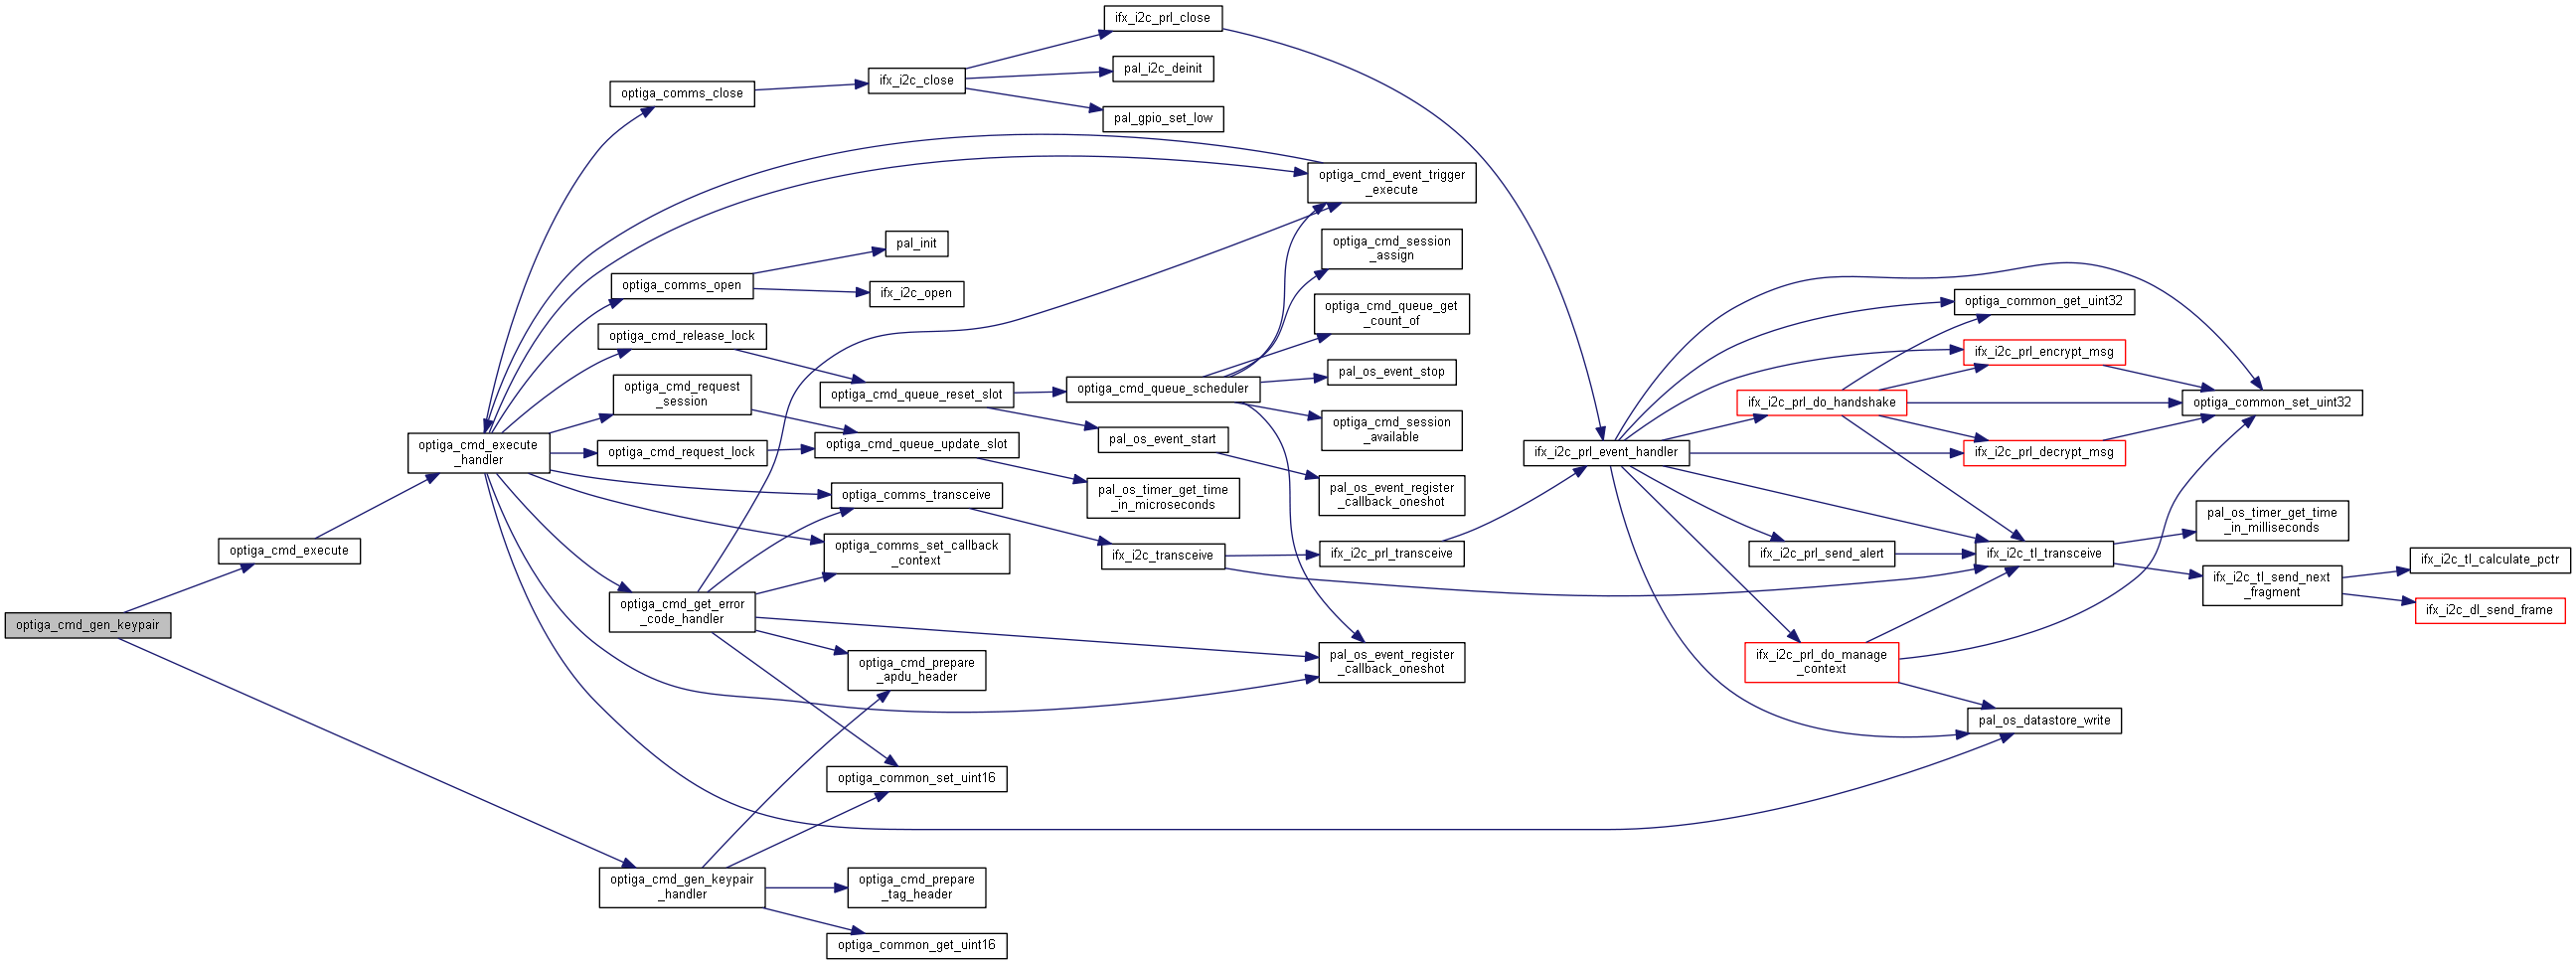 ifx_i2c_prl_close
optiga_comms_close
ifx_i2c_close
pal_i2c_deinit
pal_gpio_set_low
optiga_cmd_event_trigger
_execute
pal_init
optiga_cmd_session
_assign
optiga_comms_open
ifx_i2c_open
optiga_cmd_queue_get
_count_of
optiga_common_get_uint32
optiga_cmd_release_lock
ifx_i2c_prl_encrypt_msg
optiga_cmd_request
_session
optiga_cmd_queue_reset_slot
optiga_cmd_queue_scheduler
pal_os_event_stop
ifx_i2c_prl_do_handshake
optiga_common_set_uint32
optiga_cmd_execute
_handler
optiga_cmd_request_lock
optiga_cmd_queue_update_slot
pal_os_event_start
optiga_cmd_session
_available
ifx_i2c_prl_event_handler
ifx_i2c_prl_decrypt_msg
optiga_comms_transceive
pal_os_timer_get_time
_in_microseconds
pal_os_event_register
_callback_oneshot
optiga_cmd_execute
optiga_comms_set_callback
_context
ifx_i2c_transceive
ifx_i2c_prl_transceive
ifx_i2c_prl_send_alert
ifx_i2c_tl_transceive
pal_os_timer_get_time
_in_milliseconds
ifx_i2c_tl_send_next
_fragment
ifx_i2c_tl_calculate_pctr
ifx_i2c_dl_send_frame
optiga_cmd_gen_keypair
optiga_cmd_get_error
_code_handler
optiga_cmd_prepare
_apdu_header
pal_os_event_register
_callback_oneshot
ifx_i2c_prl_do_manage
_context
pal_os_datastore_write
optiga_common_set_uint16
optiga_cmd_gen_keypair
_handler
optiga_cmd_prepare
_tag_header
optiga_common_get_uint16